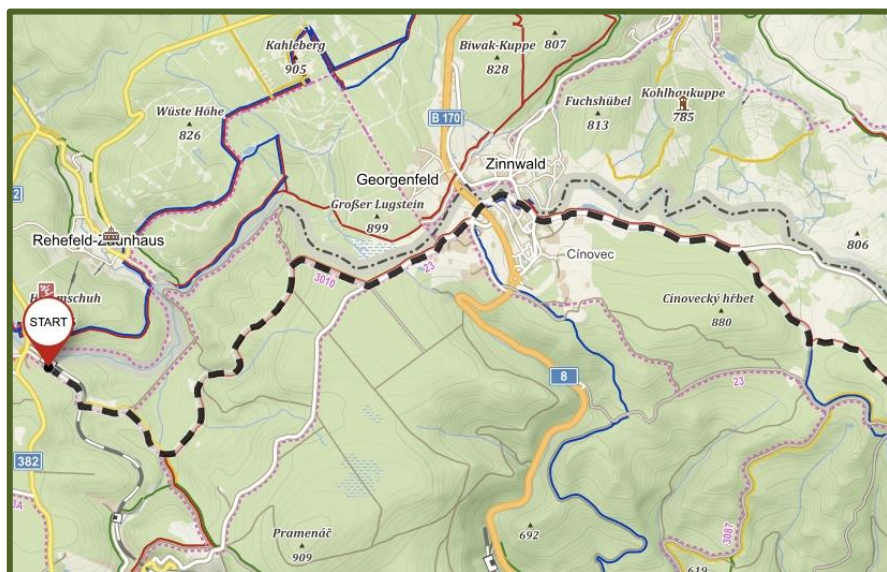 Kahleberg
905
Biwak-Kuppe
828
807
Wüste Höhe
826
Fuchshübel
813
Kohlhaukuppe
785
B 170
Georgenfeld
Zinnwald
Großer Lugstein
899
Rehefeld-Zaunhaus
START
3010
23
Cínovec
806
Cínovecký hřbet
880
8
23
382
Pramenáč
909
692
3087
619